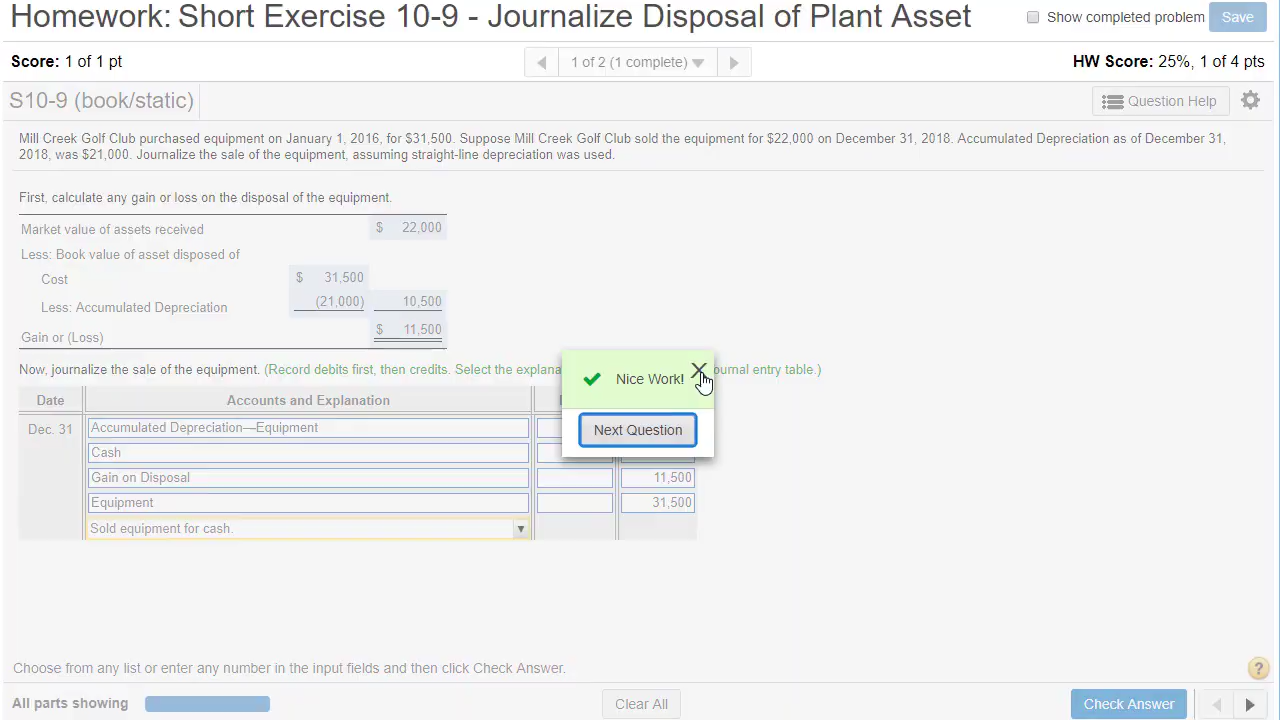 Homework: Short Exercise 10-9 - Journalize Disposal of Plant Asset
Show completed problem
Save
Score: 1 of 1 pt
1 of 2 (1 complete)
HW Score: 25%, 1 of 4 pts
S10-9 (book/static)
Question Help
Mill Creek Golf Club purchased equipment on January 1, 2016, for $31,500. Suppose Mill Creek Golf Club sold the equipment for $22,000 on December 31, 2018. Accumulated Depreciation as of December 31,
2018, was $21,000. Journalize the sale of the equipment, assuming straight-line depreciation was used.
First, calculate any gain or loss on the disposal of the equipment.
Market value of assets received $ 22,000
Less: Book value of asset disposed of
Cost $ 31,500
Less: Accumulated Depreciation (21,000) 10,500
Gain or (Loss) $ 11,500
Now, journalize the sale of the equipment. (Record debits first, then credits. Select the explana ournal entry table.)
Date Accounts and Explanation
Dec. 31 Accumulated Depreciation—Equipment
Cash
Gain on Disposal 11,500
Equipment 31,500
Sold equipment for cash.
Nice Work!
Next Question
Choose from any list or enter any number in the input fields and then click Check Answer.
?
All parts showing
Clear All
Check Answer